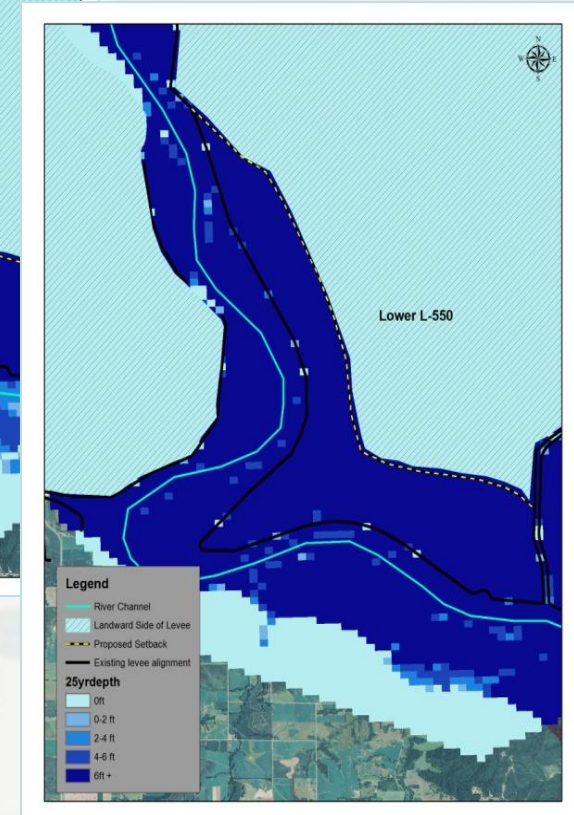 N
W E
S
Lower L-550
Legend
River Channel
Landward Side of Levee
Proposed Setback
Existing levee alignment
25yrdepth
0ft
0-2 ft
2-4 ft
4-6 ft
6ft +